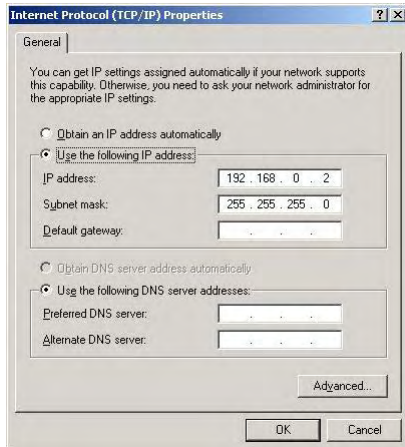 Internet Protocol (TCP/IP) Properties
General
You can get IP settings assigned automatically if your network supports
this capability. Otherwise, you need to ask your network administrator for
the appropriate IP settings.
Obtain an IP address automatically
Use the following IP address:
IP address: 192 . 168 . 0 . 2
Subnet mask: 255 . 255 . 255 . 0
Default gateway: . . .
Obtain DNS server address automatically
Use the following DNS server addresses:
Preferred DNS server: . . .
Alternate DNS server: . . .
Advanced...
OK Cancel